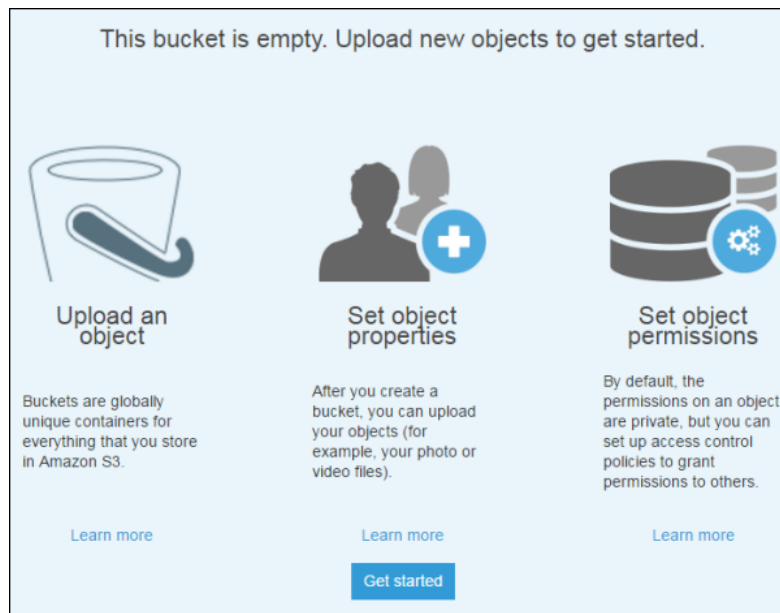 This bucket is empty. Upload new objects to get started.
Upload an
object
Buckets are globally
unique containers for
everything that you store
in Amazon S3.
Learn more
Set object
properties
After you create a
bucket, you can upload
your objects (for
example, your photo or
video files).
Learn more
Set object
permissions
By default, the
permissions on an object
are private, but you can
set up access control
policies to grant
permissions to others.
Learn more
Get started